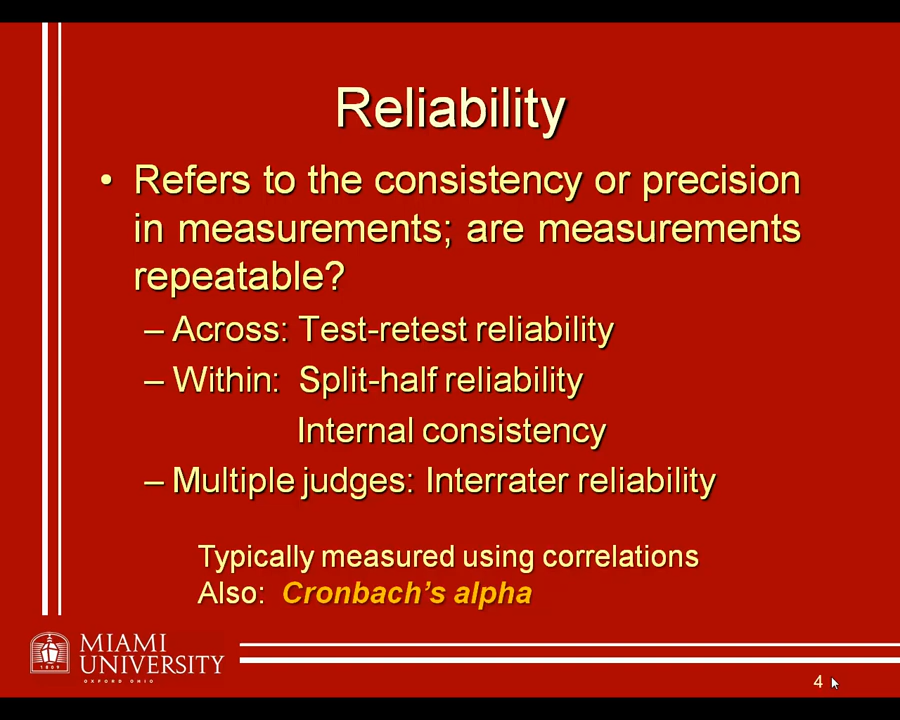 Reliability
• Refers to the consistency or precision
in measurements; are measurements
repeatable?
– Across: Test-retest reliability
– Within: Split-half reliability
Internal consistency
– Multiple judges: Interrater reliability
Typically measured using correlations
Also: Cronbach’s alpha
MIAMI
UNIVERSITY
OXFORD OHIO
1809
4